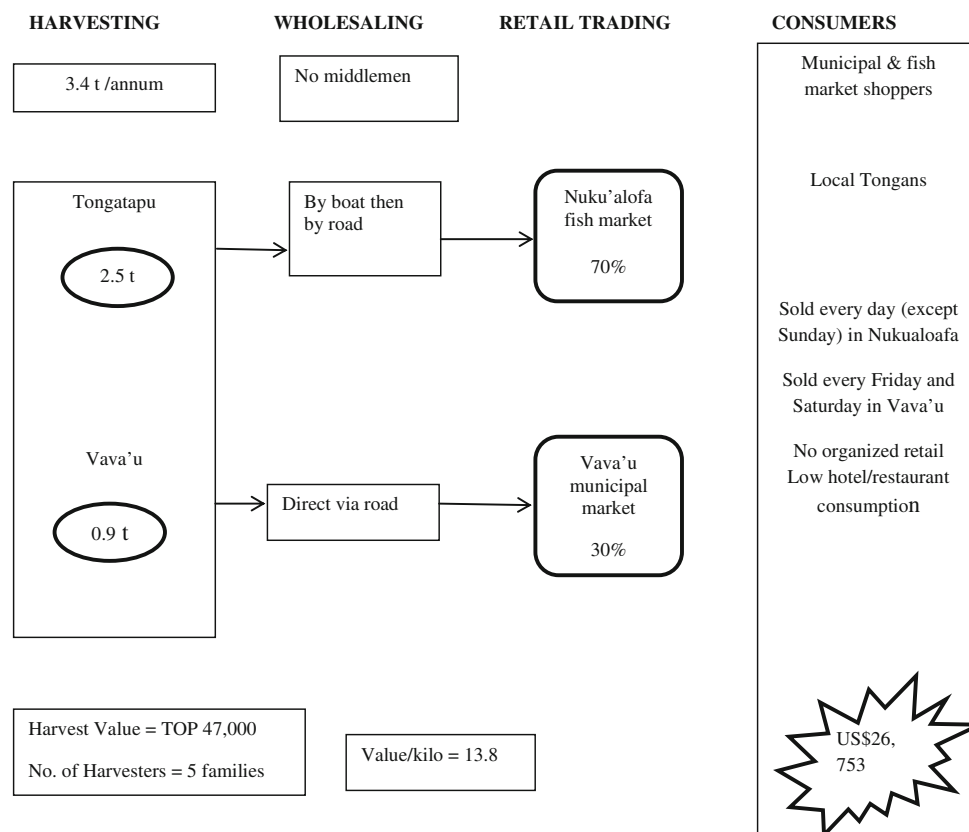 HARVESTING
WHOLESALING
RETAIL TRADING
CONSUMERS
3.4 t /annum
No middlemen
Municipal & fish
market shoppers
Tongatapu
2.5 t
By boat then
by road
Nuku'alofa
fish market
70%
Local Tongans
Sold every day (except
Sunday) in Nukualoafa
Sold every Friday and
Saturday in Vava'u
Vava'u
0.9 t
Direct via road
Vava'u
municipal
market
30%
No organized retail
Low hotel/restaurant
consumption
Harvest Value = TOP 47,000
No. of Harvesters = 5 families
Value/kilo = 13.8
US$26,
753